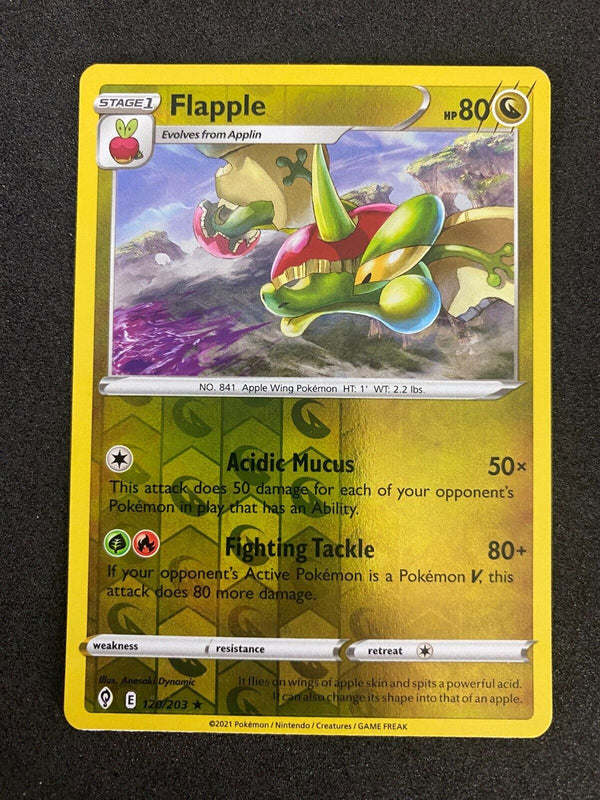 STAGE 1 Flapple HP 80
Evolves from Applin
NO. 841 Apple Wing Pokémon HT: 1' WT: 2.2 lbs.
Acidic Mucus 50×
This attack does 50 damage for each of your opponent's
Pokémon in play that has an Ability.
Fighting Tackle 80+
If your opponent's Active Pokémon is a Pokémon V, this
attack does 80 more damage.
weakness resistance retreat
Illus. Anesaki Dynamic It flies on wings of apple skin and spits a powerful acid.
E 120/203 ★ It can also change its shape into that of an apple.
©2021 Pokémon / Nintendo / Creatures / GAME FREAK